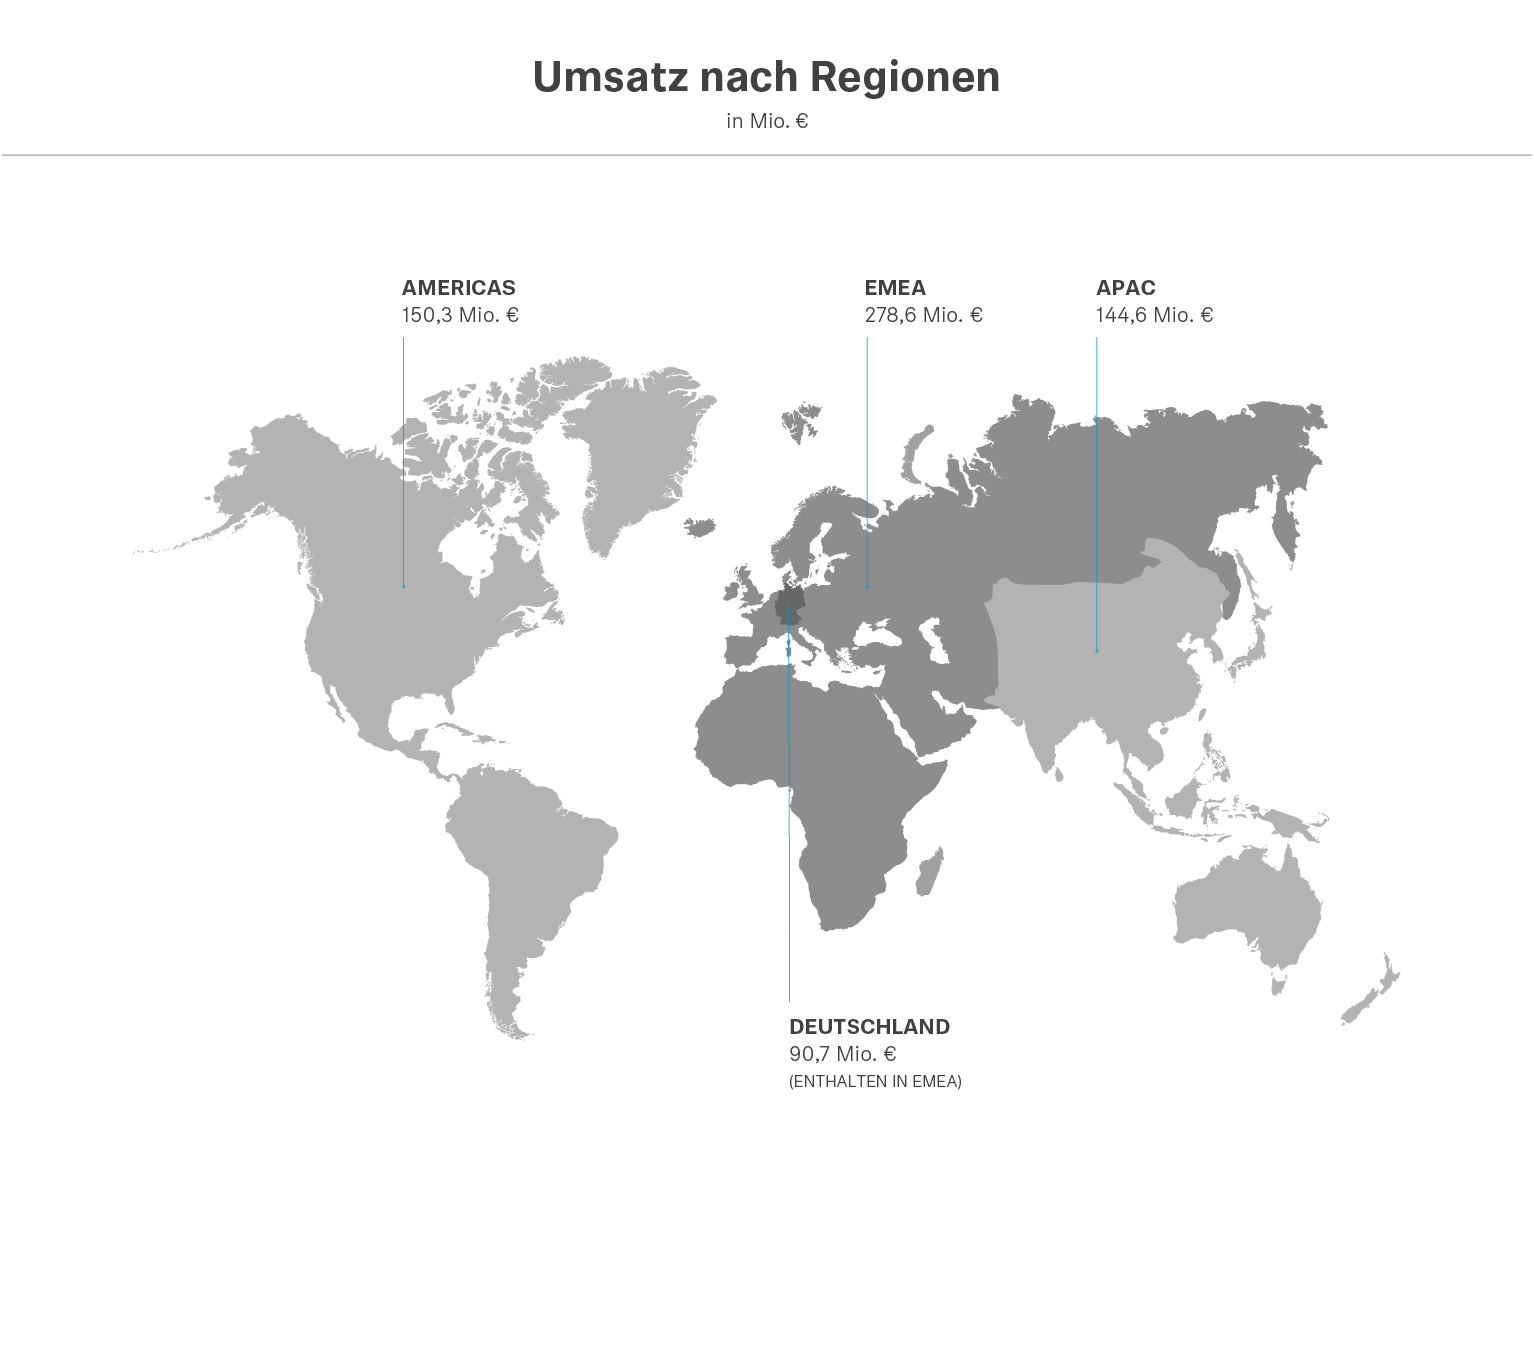 Umsatz nach Regionen
in Mio. €
AMERICAS
150,3 Mio. €
EMEA
278,6 Mio. €
APAC
144,6 Mio. €
DEUTSCHLAND
90,7 Mio. €
(ENTHALTEN IN EMEA)